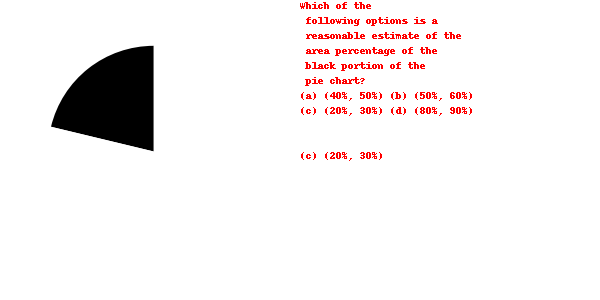 Which of the
following options is a
reasonable estimate of the
area percentage of the
black portion of the
pie chart?
(a) (40%, 50%) (b) (50%, 60%)
(c) (20%, 30%) (d) (80%, 90%)
(c) (20%, 30%)